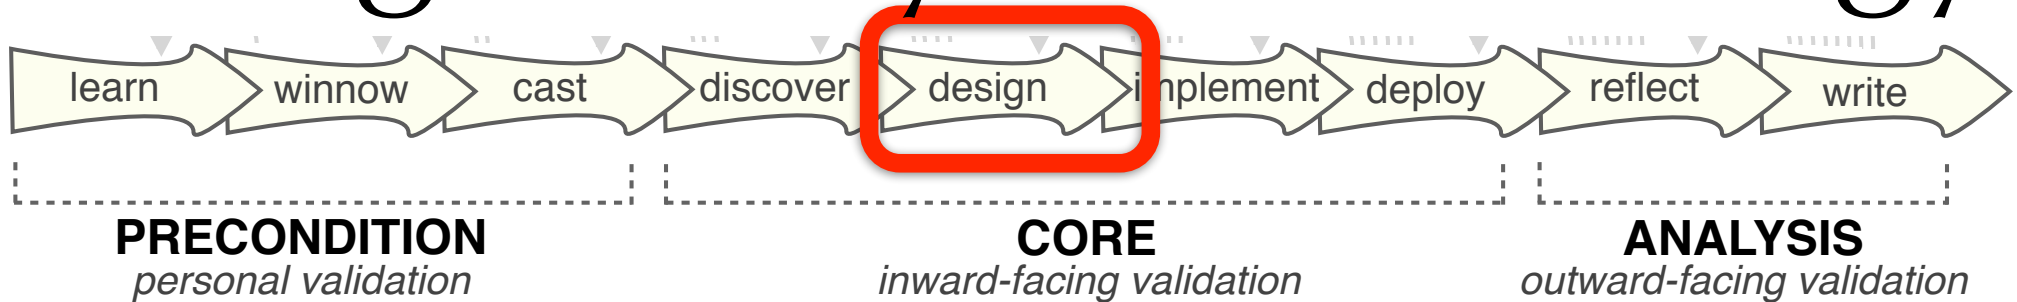 learn winnow cast discover design implement deploy reflect write
PRECONDITION CORE ANALYSIS
personal validation inward-facing validation outward-facing validation